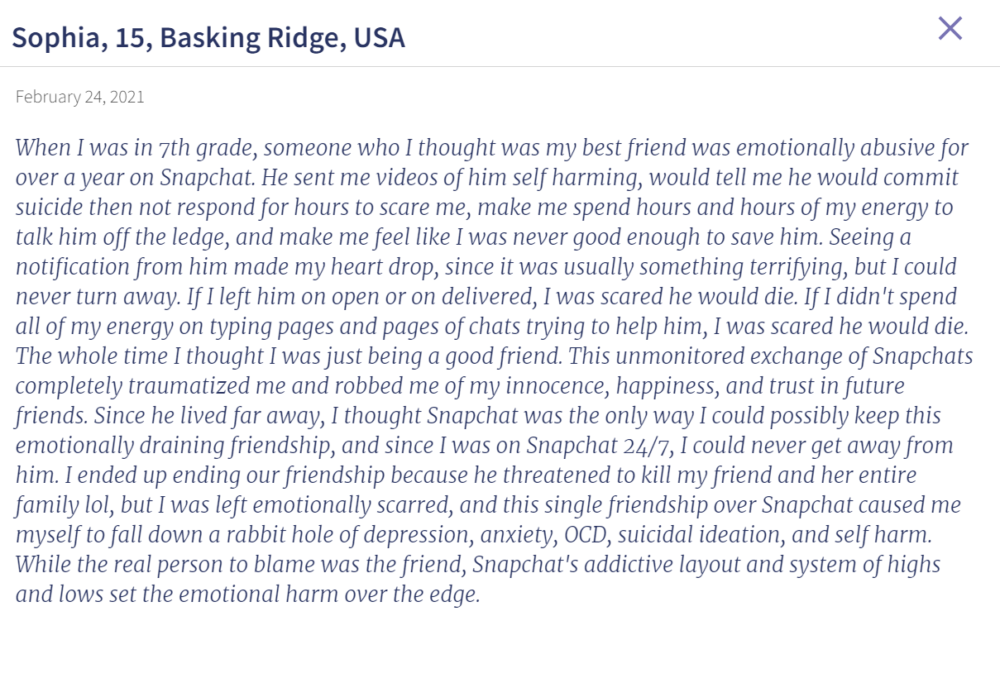 Sophia, 15, Basking Ridge, USA
February 24, 2021
When I was in 7th grade, someone who I thought was my best friend was emotionally abusive for
over a year on Snapchat. He sent me videos of him self harming, would tell me he would commit
suicide then not respond for hours to scare me, make me spend hours and hours of my energy to
talk him off the ledge, and make me feel like I was never good enough to save him. Seeing a
notification from him made my heart drop, since it was usually something terrifying, but I could
never turn away. If I left him on open or on delivered, I was scared he would die. If I didn't spend
all of my energy on typing pages and pages of chats trying to help him, I was scared he would die.
The whole time I thought I was just being a good friend. This unmonitored exchange of Snapchats
completely traumatized me and robbed me of my innocence, happiness, and trust in future
friends. Since he lived far away, I thought Snapchat was the only way I could possibly keep this
emotionally draining friendship, and since I was on Snapchat 24/7, I could never get away from
him. I ended up ending our friendship because he threatened to kill my friend and her entire
family lol, but I was left emotionally scarred, and this single friendship over Snapchat caused me
myself to fall down a rabbit hole of depression, anxiety, OCD, suicidal ideation, and self harm.
While the real person to blame was the friend, Snapchat's addictive layout and system of highs
and lows set the emotional harm over the edge.